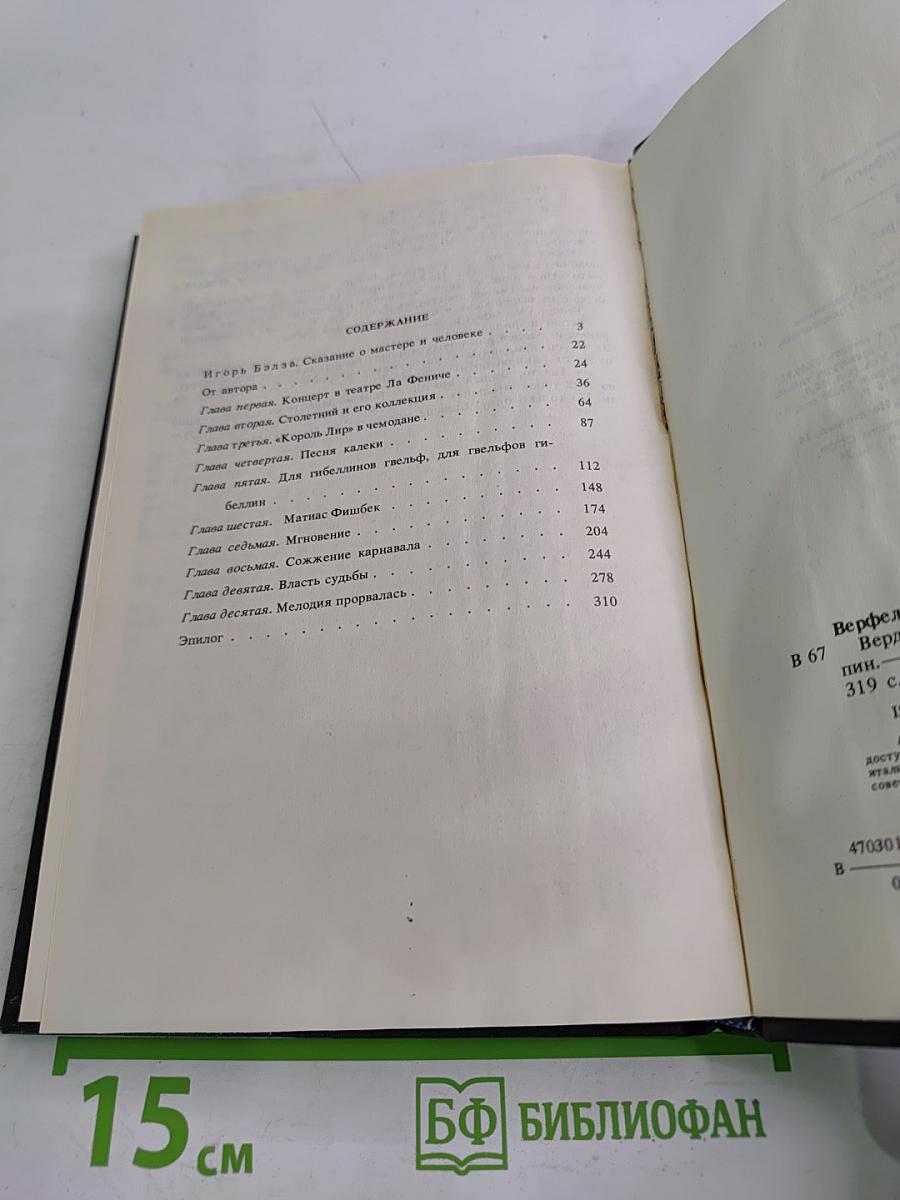 СОДЕРЖАНИЕ
Игорь Бэлза. Сказание о мастере и человеке . . . . 3
От автора . . . . . . . . . . . . . . 22
Глава первая. Концерт в театре Ла Фениче . . . . . 24
Глава вторая. Столетний и его коллекция . . . . . 36
Глава третья. «Король Лир» в чемодане . . . . . . 64
Глава четвертая. Песня калеки . . . . . . . . 87
Глава пятая. Для гибеллинов гвельф, для гвельфов ги-
беллин . . . . . . . . . . . . . . 112
Глава шестая. Матиас Фишбек . . . . . . . . 148
Глава седьмая. Мгновение . . . . . . . . . 174
Глава восьмая. Сожжение карнавала . . . . . . 204
Глава девятая. Власть судьбы . . . . . . . . 244
Глава десятая. Мелодия прорвалась . . . . . . 278
Эпилог . . . . . . . . . . . . . . . 310
Верфел
В 67
Верд
пин.—
319 с.
досту
итал
сове
470301
В
0
15 см
БФ БИБЛИОФАН